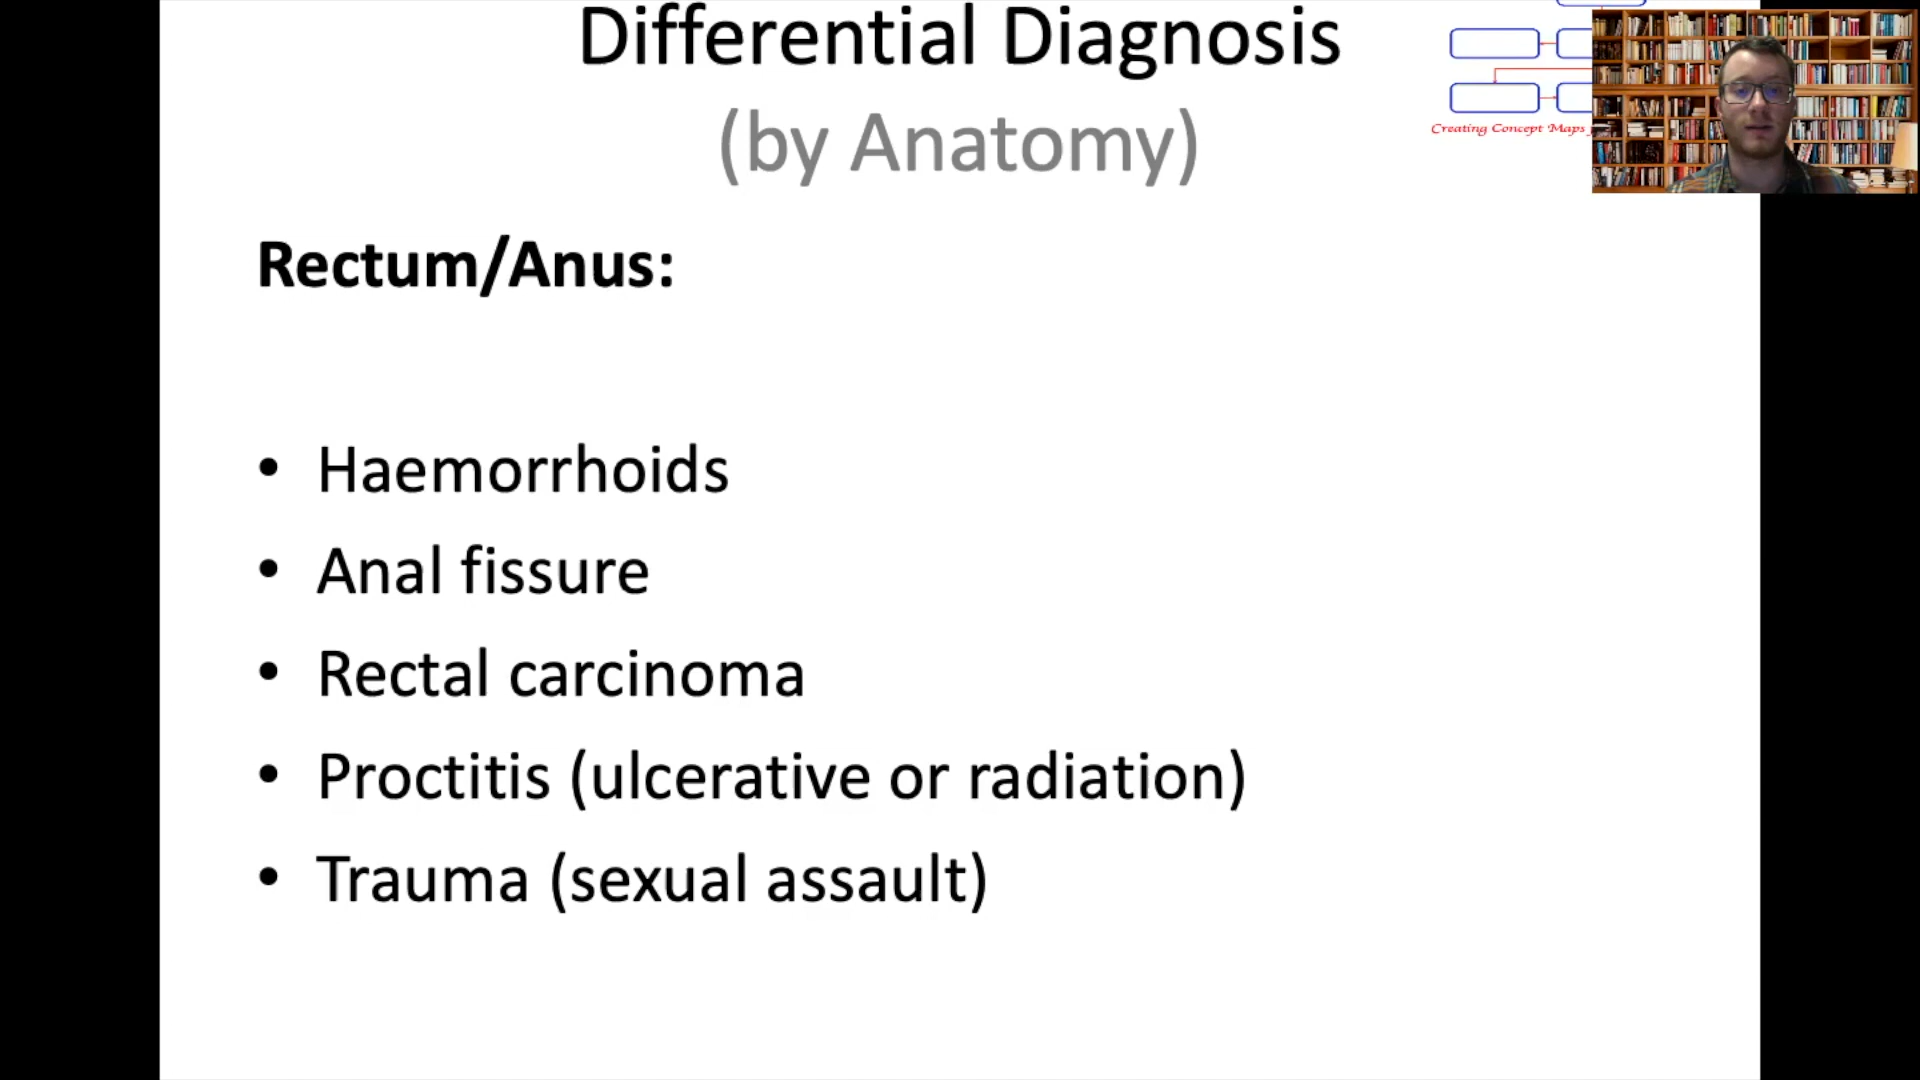 Differential Diagnosis
(by Anatomy)
Creating Concept Maps
Rectum/Anus:
• Haemorrhoids
• Anal fissure
• Rectal carcinoma
• Proctitis (ulcerative or radiation)
• Trauma (sexual assault)